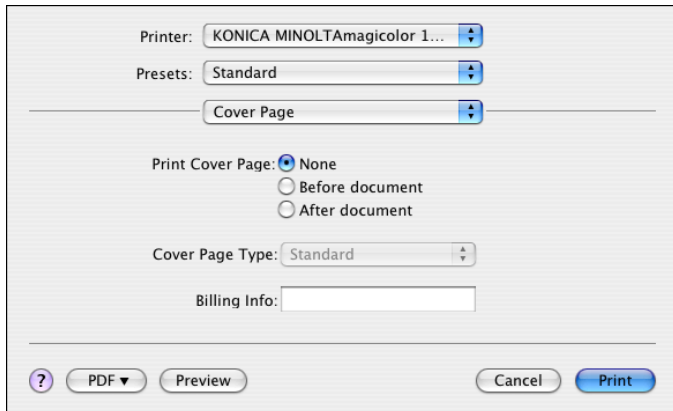 Printer: KONICA MINOLTAmagicolor 1...
Presets: Standard
Cover Page
Print Cover Page: None
Before document
After document
Cover Page Type: Standard
Billing Info:
? PDF▼ Preview Cancel Print